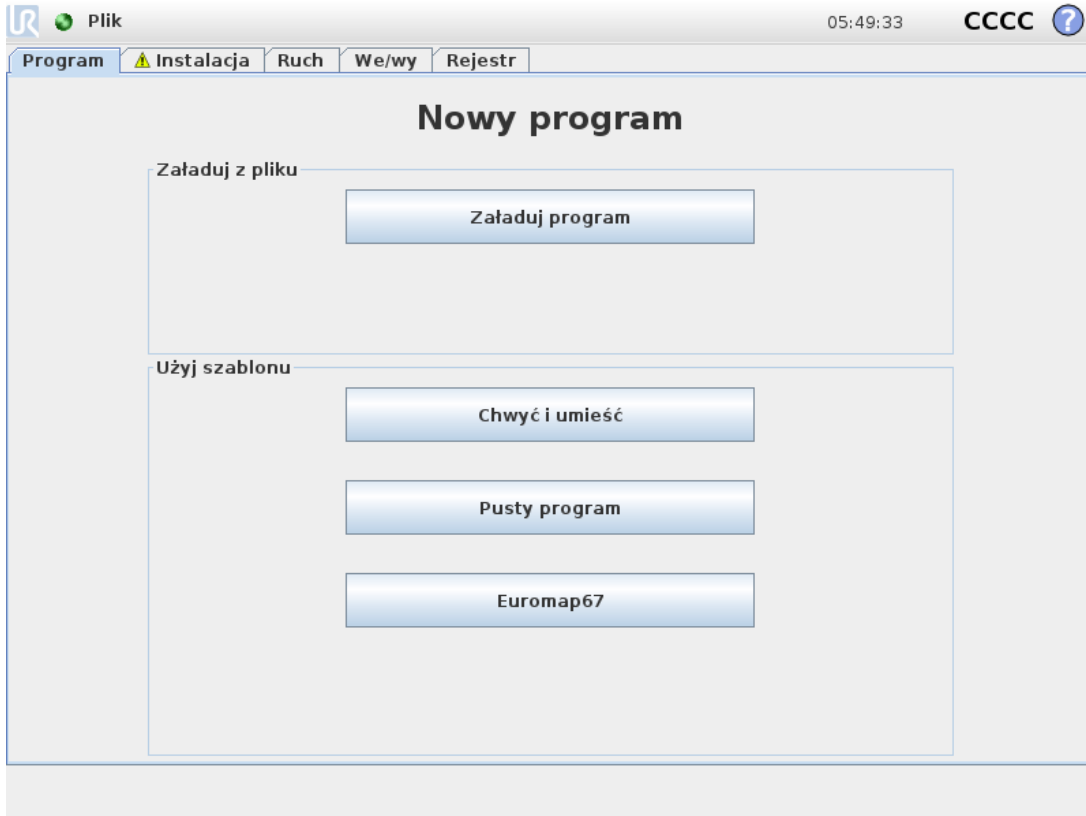 UR Plik 05:49:33 CCCC ?
Program Instalacja Ruch We/wy Rejestr
Nowy program
Załaduj z pliku
Załaduj program
Użyj szablonu
Chwyć i umieść
Pusty program
Euromap67